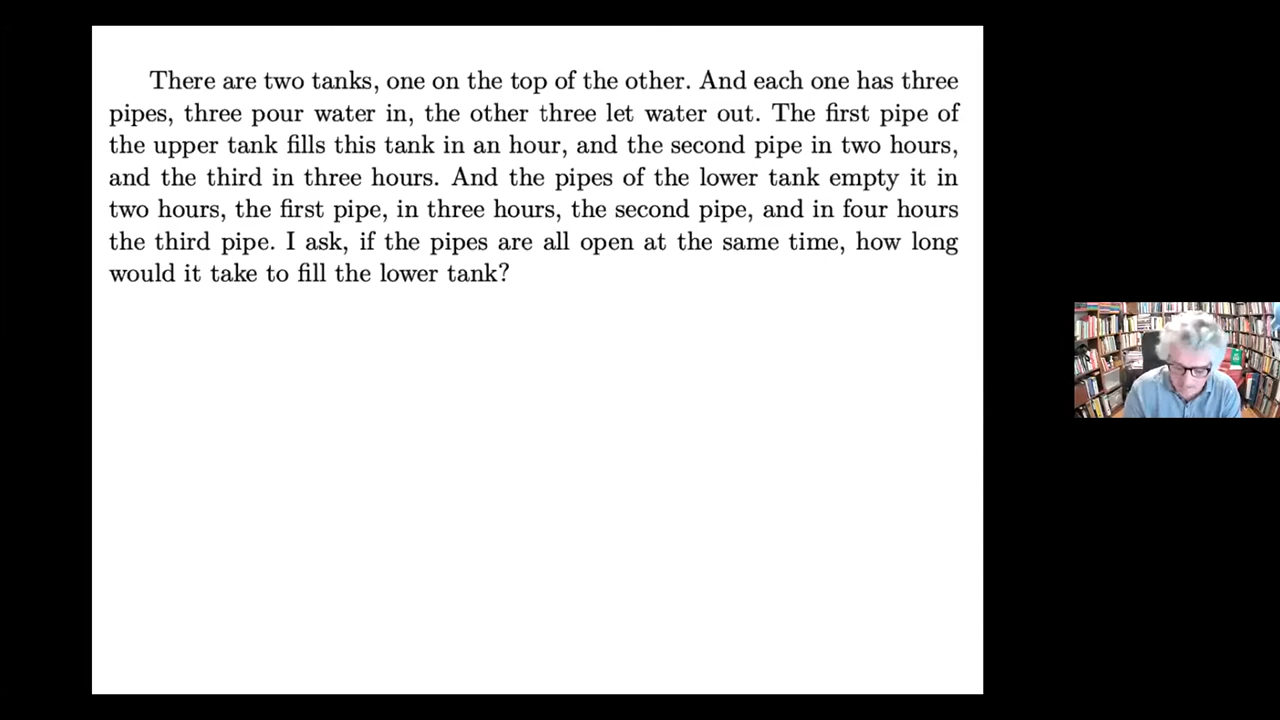 There are two tanks, one on the top of the other. And each one has three
pipes, three pour water in, the other three let water out. The first pipe of
the upper tank fills this tank in an hour, and the second pipe in two hours,
and the third in three hours. And the pipes of the lower tank empty it in
two hours, the first pipe, in three hours, the second pipe, and in four hours
the third pipe. I ask, if the pipes are all open at the same time, how long
would it take to fill the lower tank?